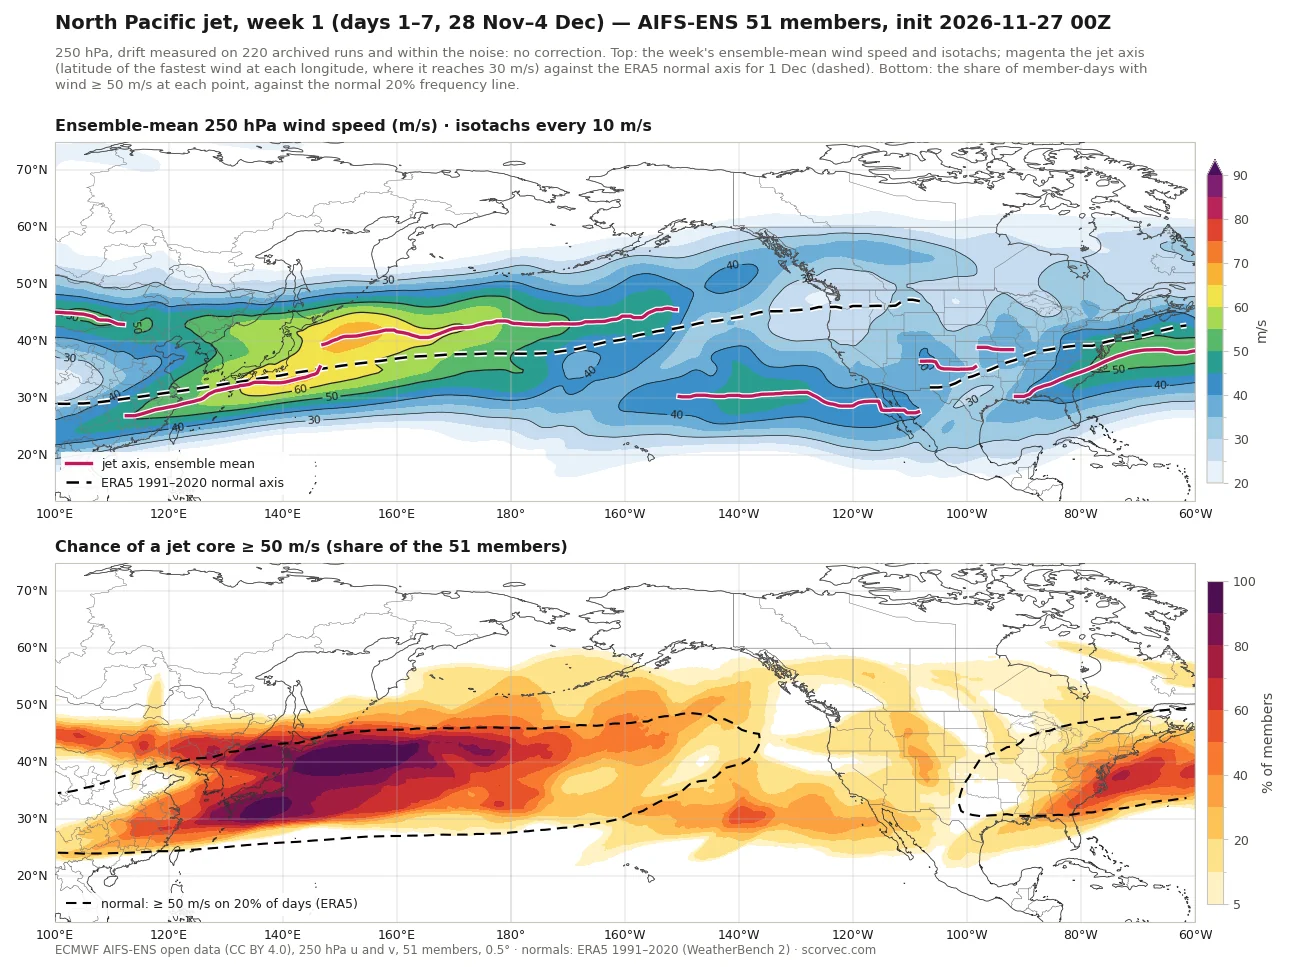 North Pacific jet, week 1 (days 1–7, 28 Nov–4 Dec) — AIFS-ENS 51 members, init 2026-11-27 00Z
250 hPa, drift measured on 220 archived runs and within the noise: no correction. Top: the week's ensemble-mean wind speed and isotachs; magenta the jet axis
(latitude of the fastest wind at each longitude, where it reaches 30 m/s) against the ERA5 normal axis for 1 Dec (dashed). Bottom: the share of member-days with
wind ≥ 50 m/s at each point, against the normal 20% frequency line.
Ensemble-mean 250 hPa wind speed (m/s) · isotachs every 10 m/s
70°N
60°N
50°N
40°N
30°N
20°N
30
40
50
30
40
60
50
40
30
40
40
30
50
40
jet axis, ensemble mean
ERA5 1991–2020 normal axis
100°E 120°E 140°E 160°E 180° 160°W 140°W 120°W 100°W 80°W 60°W
90
80
70
60
50
40
30
20
m/s
Chance of a jet core ≥ 50 m/s (share of the 51 members)
70°N
60°N
50°N
40°N
30°N
20°N
normal: ≥ 50 m/s on 20% of days (ERA5)
100°E 120°E 140°E 160°E 180° 160°W 140°W 120°W 100°W 80°W 60°W
100
80
60
40
20
5
% of members
ECMWF AIFS-ENS open data (CC BY 4.0), 250 hPa u and v, 51 members, 0.5° · normals: ERA5 1991–2020 (WeatherBench 2) · scorvec.com